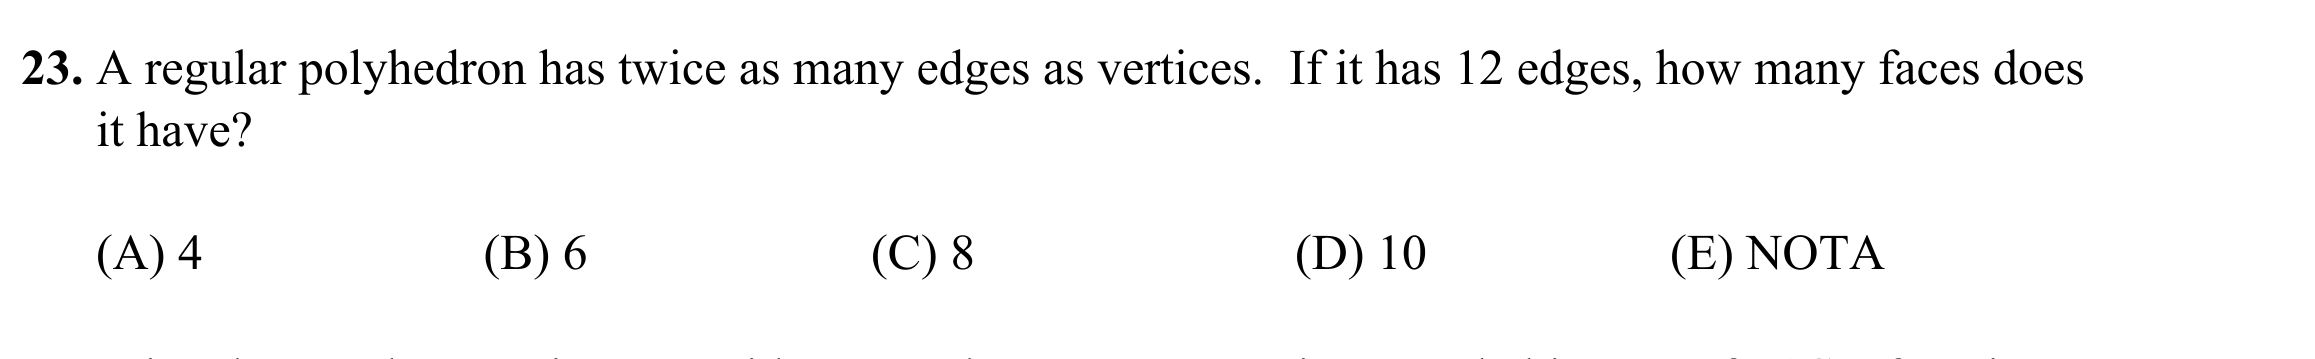 23. A regular polyhedron has twice as many edges as vertices. If it has 12 edges, how many faces does
it have?
(A) 4 (B) 6 (C) 8 (D) 10 (E) NOTA